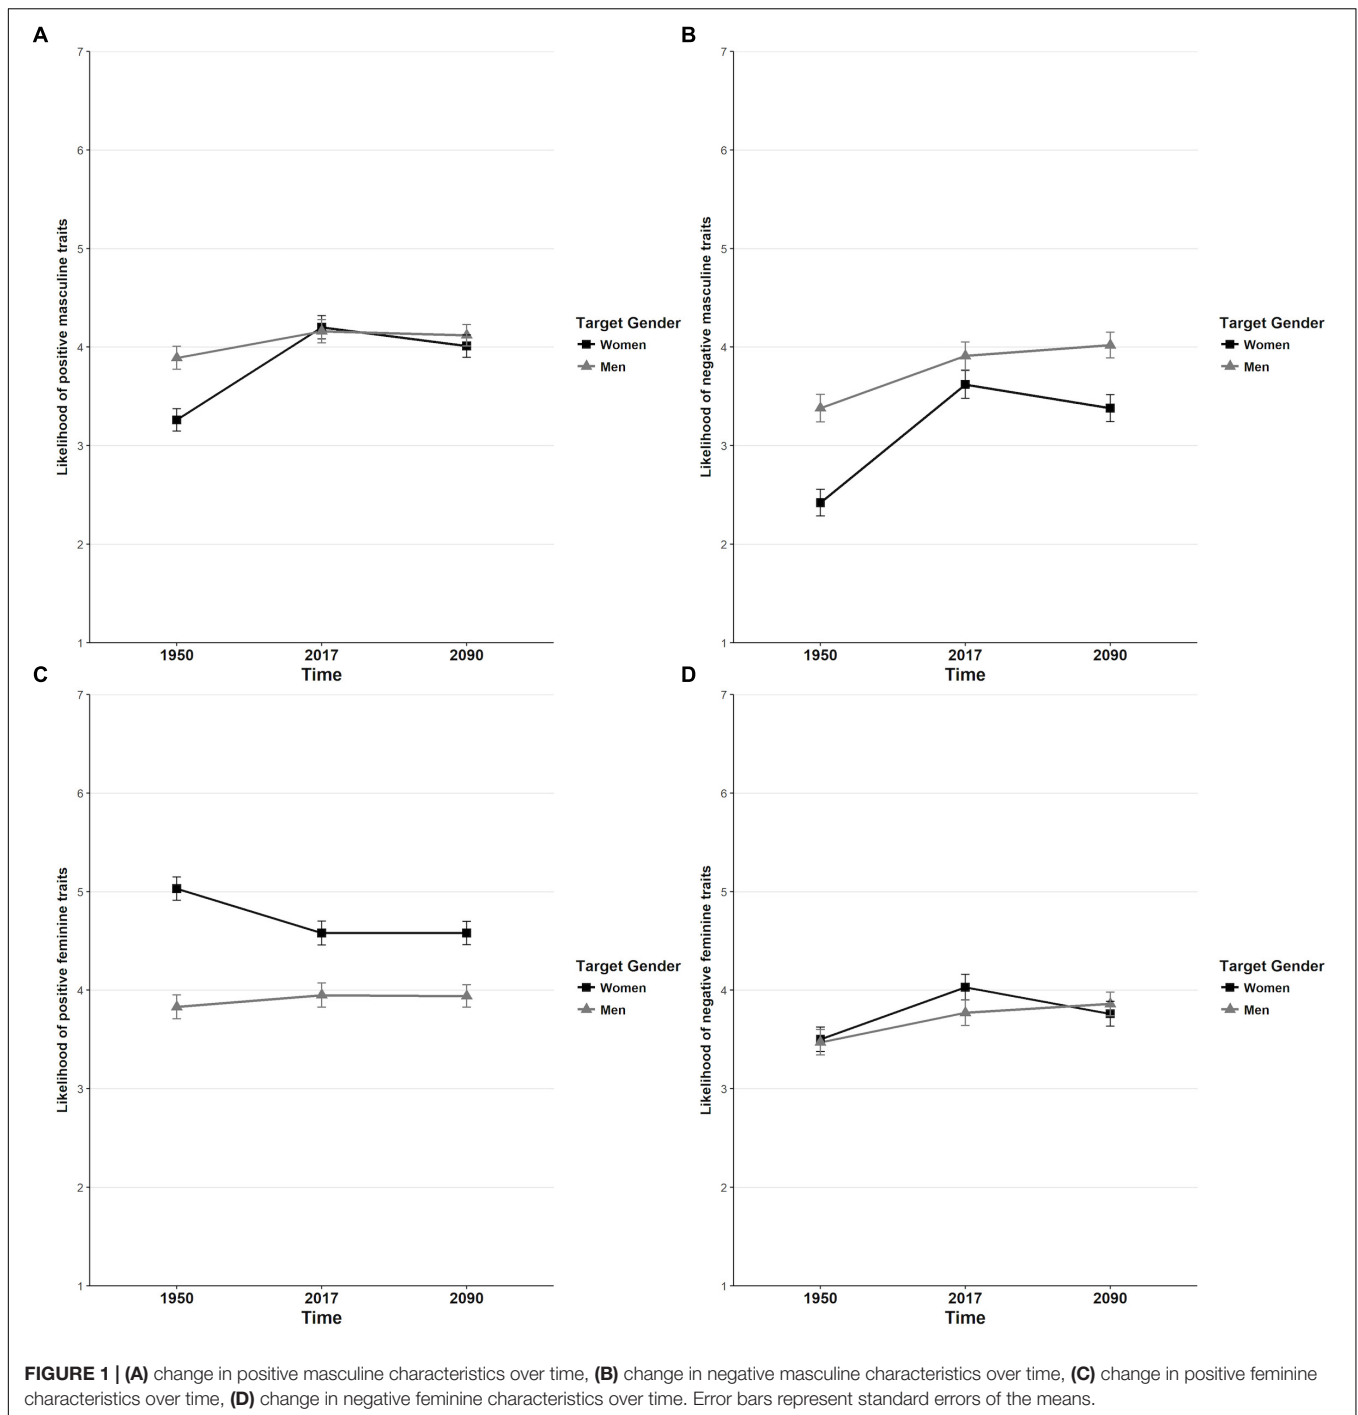 A
7
6
5
4
3
2
1
Likelihood of positive masculine traits
1950 2017 2090
Time
Target Gender
Women
Men
B
7
6
5
4
3
2
1
Likelihood of negative masculine traits
1950 2017 2090
Time
Target Gender
Women
Men
C
7
6
5
4
3
2
1
Likelihood of positive feminine traits
1950 2017 2090
Time
Target Gender
Women
Men
D
7
6
5
4
3
2
1
Likelihood of negative feminine traits
1950 2017 2090
Time
Target Gender
Women
Men
FIGURE 1 | (A) change in positive masculine characteristics over time, (B) change in negative masculine characteristics over time, (C) change in positive feminine
characteristics over time, (D) change in negative feminine characteristics over time. Error bars represent standard errors of the means.